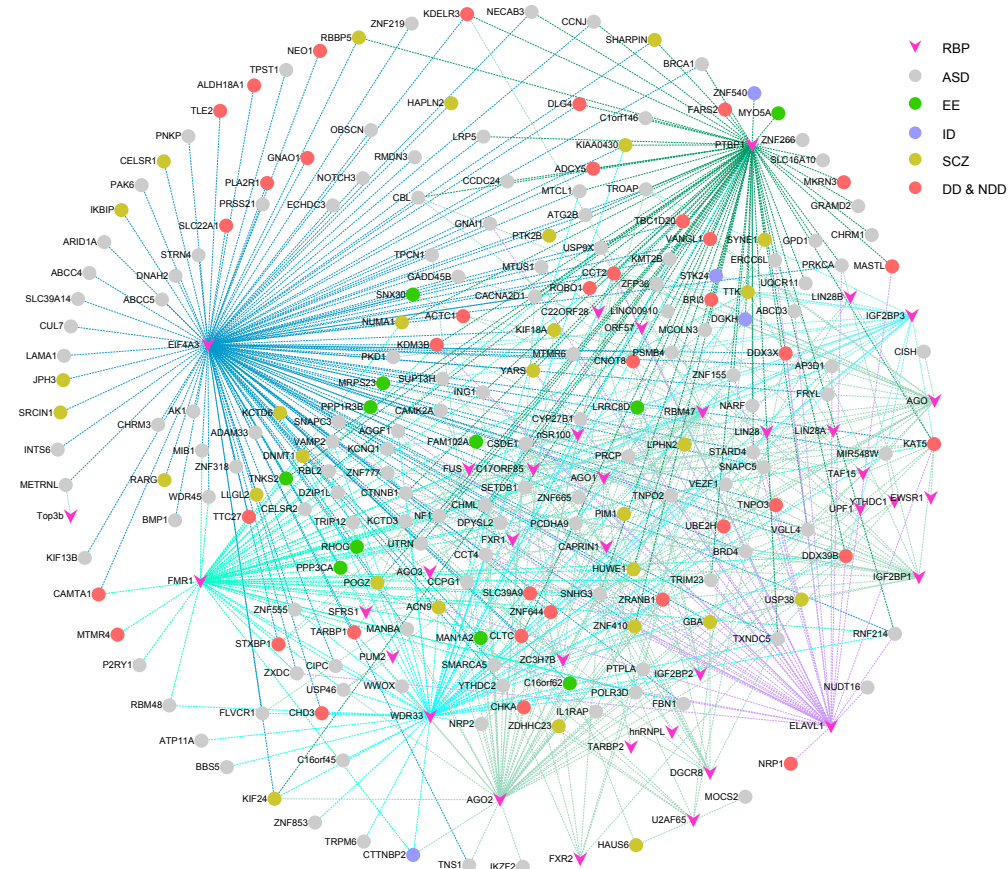 KDELR3
NECAB3
CCNJ
ZNF219
RBBP5
SHARPIN
RBP
NEO1
BRCA1
TPST1
ASD
ALDH18A1
ZNF540
EE
HAPLN2
DLG4
FARS2
MYO5A
TLE2
C1orf146
ID
OBSCN
PNKP
LRP5
ZNF266
PTBP1
KIAA0430
SCZ
CELSR1
GNAO1
RMDN3
SLC16A10
ADCY5
DD & NDD
PAK6
PLA2R1
NOTCH3
CCDC24
MKRN3
MTCL1
TROAP
IKBIP
PRSS21
ECHDC3
CBL
GRAMD2
ATG2B
SLC22A1
GNAI1
TBC1D20
CHRM1
ARID1A
PTK2B
VANGL1
SYNE1
GPD1
STRN4
TPCN1
USP9X
KMT2B
ERCC6L
PRKCA
MASTL
ABCC4
DNAH2
GADD45B
MTUS1
CCT2
STK24
UQCR11
SLC39A14
ABCC5
SNX30
CACNA2D1
ROBO1
ZFP36
TTK
LIN28B
BRI3
CUL7
ACTC1
C22ORF28
LINC00910
ABCD3
IGF2BP3
NUMA1
DGKH
KIF18A
ORF57
MCOLN3
EIF4A3
KDM3B
LAMA1
PKD1
MTMR6
PSMB4
DDX3X
CISH
CNOT8
AP3D1
JPH3
MRPS23
SUPT3H
YARS
ZNF155
ING1
FRYL
SRCIN1
AK1
KCTD6
PPP1R3B
CAMK2A
LRRC8D
RBM47
NARF
AGO
CHRM3
SNAPC3
CYP27B1
ADAM33
AGGF1
nSR100
LIN28
LIN28A
INTS6
MIB1
VAMP2
FAM102A
CSDE1
LPHN2
KAT5
KCNQ1
STARD4
DNMT1
PRCP
MIR548W
ZNF318
RBL2
ZNF777
FUS
C17ORF85
SNAPC5
METRNL
RARG
TNKS2
AGO1
TAF15
SETDB1
VEZF1
WDR45
LLGL2
DZIP1L
CTNNB1
ZNF665
TNPO2
YTHDC1
EWSR1
CELSR2
CHML
TNPO3
UPF1
Top3b
TTC27
NF1
PIM1
BMP1
TRIP12
KCTD3
DPYSL2
PCDHA9
UBE2H
VGLL4
RHOG
UTRN
FXR1
CAPRIN1
KIF13B
CCT4
BRD4
DDX39B
PPP3CA
AGO3
HUWE1
FMR1
POGZ
CCPG1
TRIM23
IGF2BP1
CAMTA1
SLC39A9
SNHG3
ZRANB1
USP38
ZNF555
SFRS1
ACN9
ZNF644
MTMR4
TARBP1
MANBA
ZNF410
GBA
STXBP1
MAN1A2
CLTC
TXNDC5
RNF214
P2RY1
CIPC
PUM2
SMARCA5
ZC3H7B
ZXDC
PTPLA
IGF2BP2
USP46
WWOX
YTHDC2
C16orf62
NUDT16
RBM48
POLR3D
FLVCR1
CHD3
WDR33
CHKA
IL1RAP
FBN1
NRP2
ZDHHC23
ELAVL1
ATP11A
hnRNPL
TARBP2
C16orf45
NRP1
BBS5
DGCR8
KIF24
AGO2
MOCS2
ZNF853
U2AF65
TRPM6
HAUS6
CTTNBP2
FXR2
TNS1
IKZF2